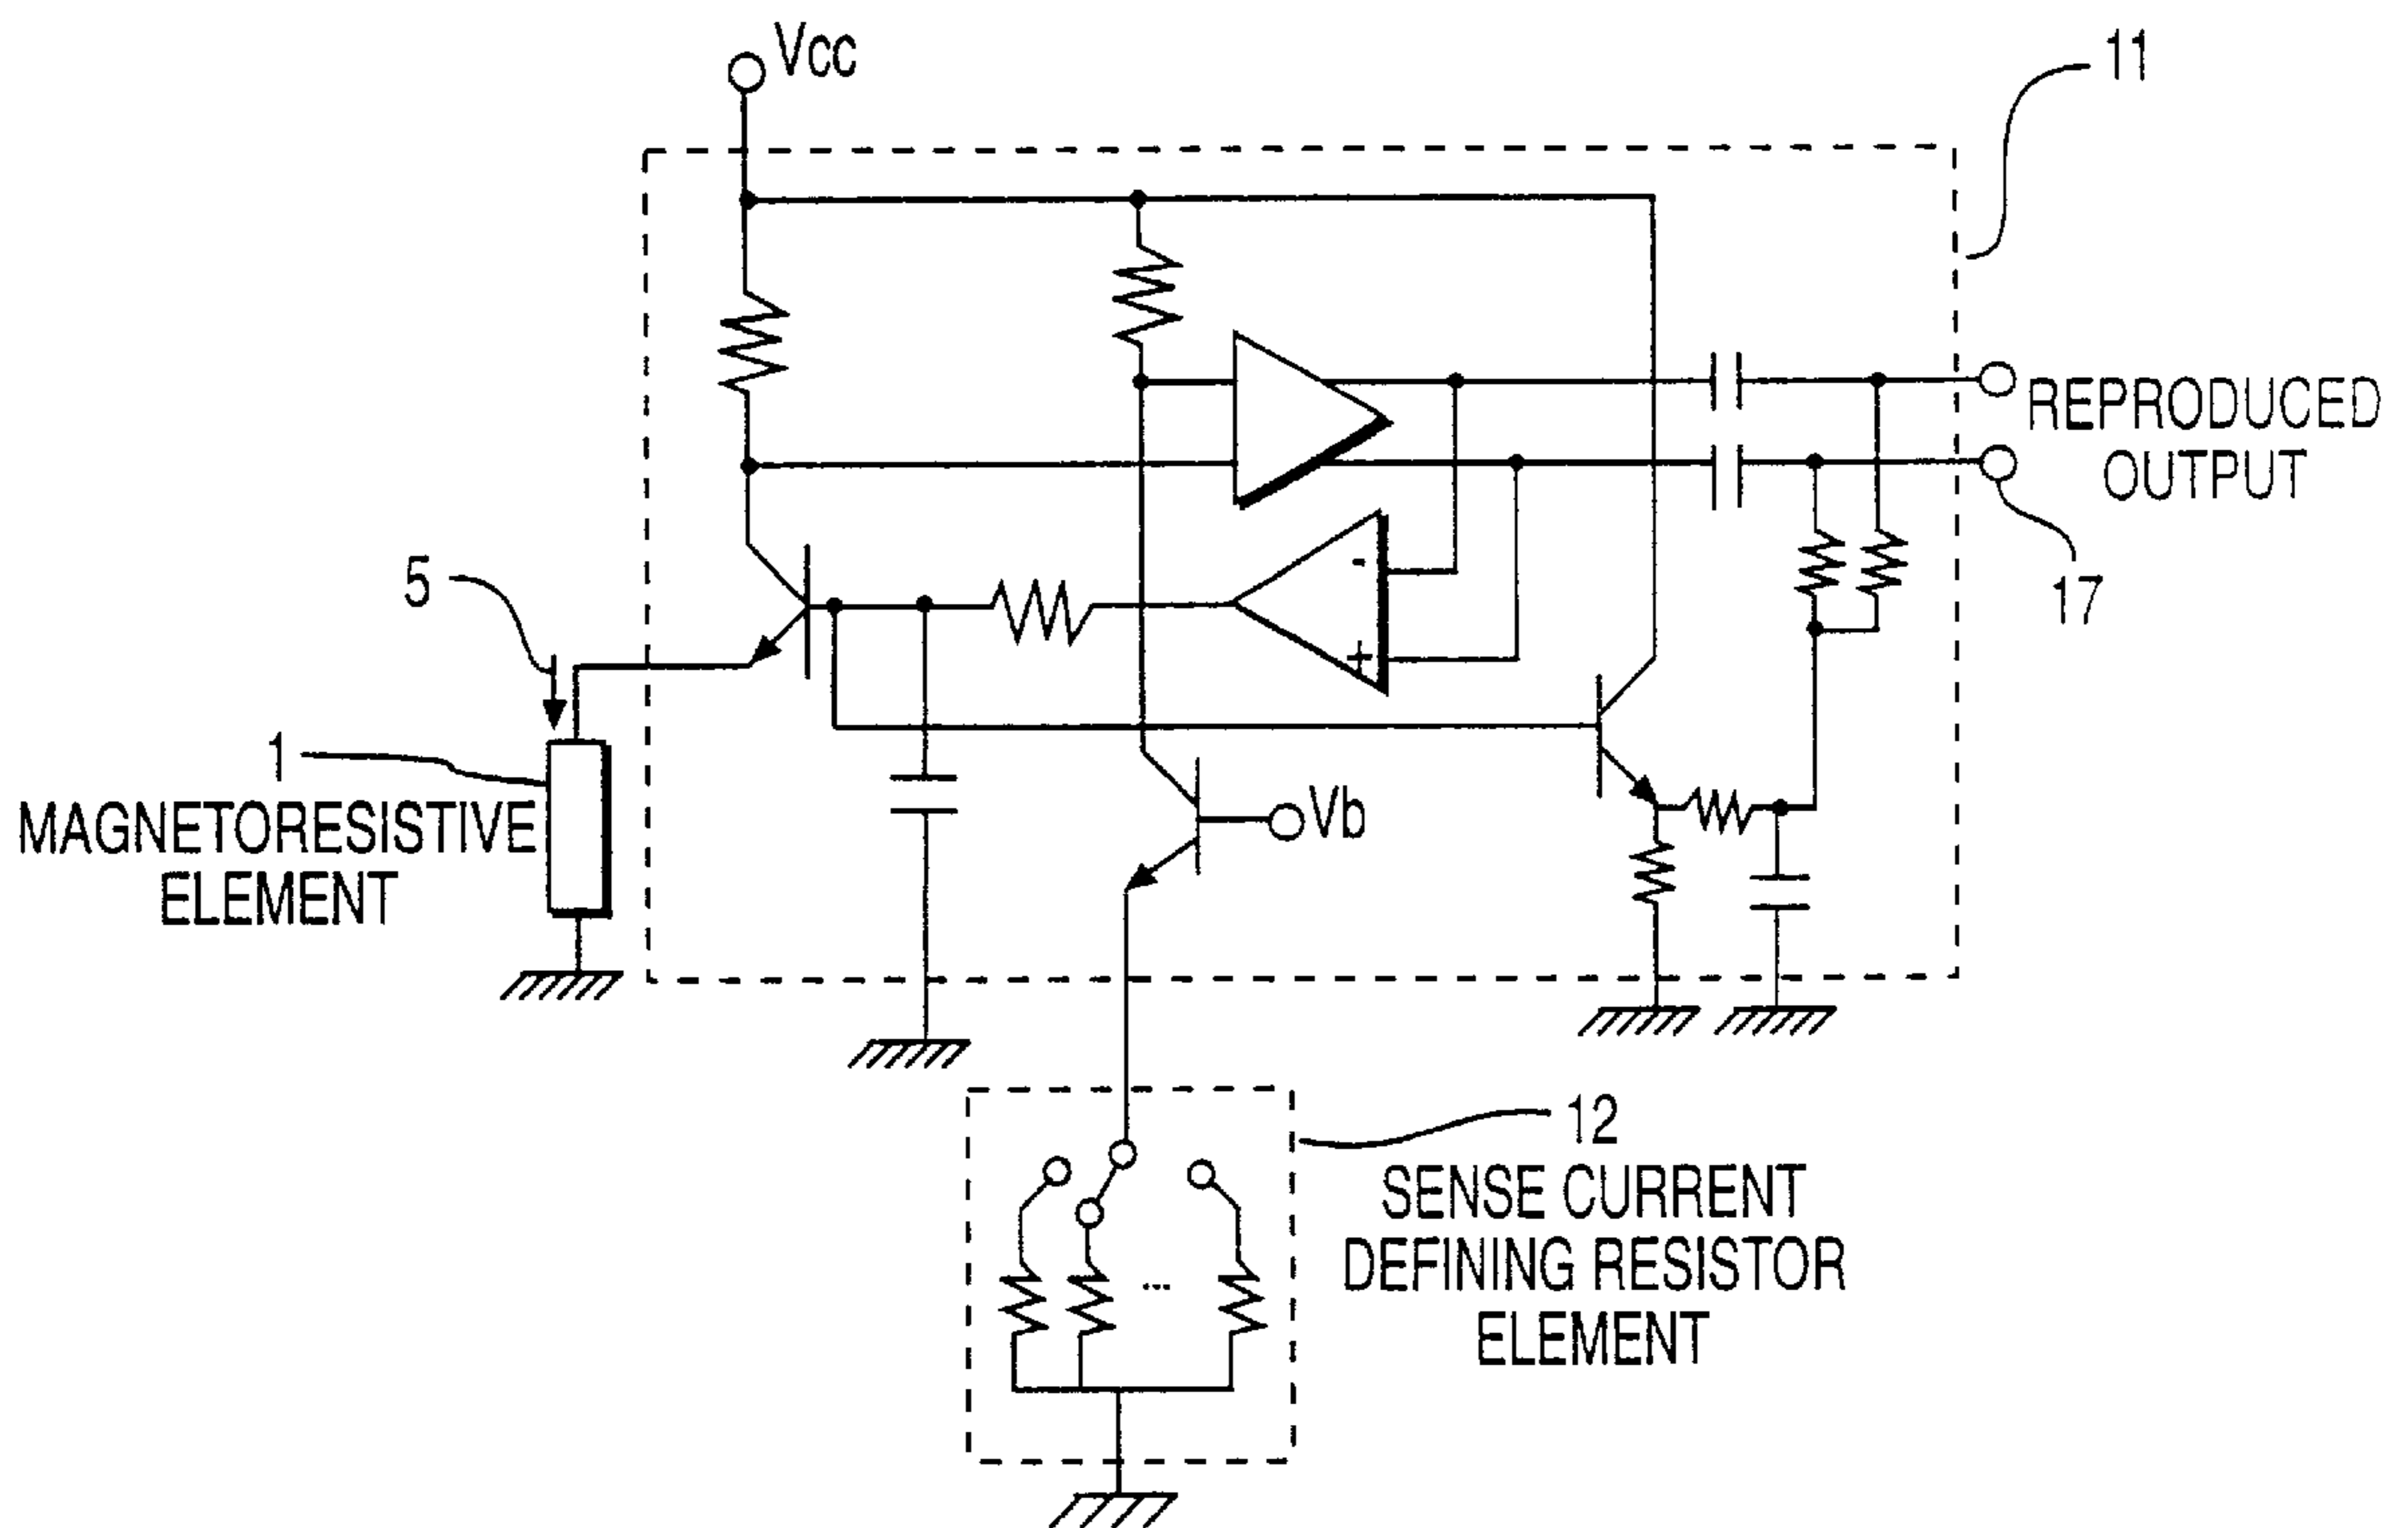 Vcc
11
REPRODUCED
OUTPUT
17
5
-
+
1
MAGNETORESISTIVE
ELEMENT
Vb
12
SENSE CURRENT
DEFINING RESISTOR
ELEMENT
...